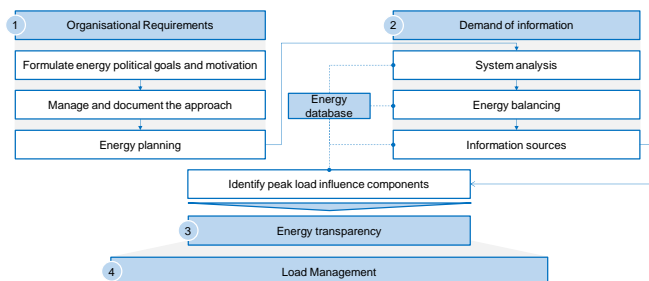 1 Organisational Requirements
Formulate energy political goals and motivation
Manage and document the approach
Energy planning
2 Demand of information
System analysis
Energy balancing
Information sources
Energy
database
Identify peak load influence components
3 Energy transparency
4 Load Management